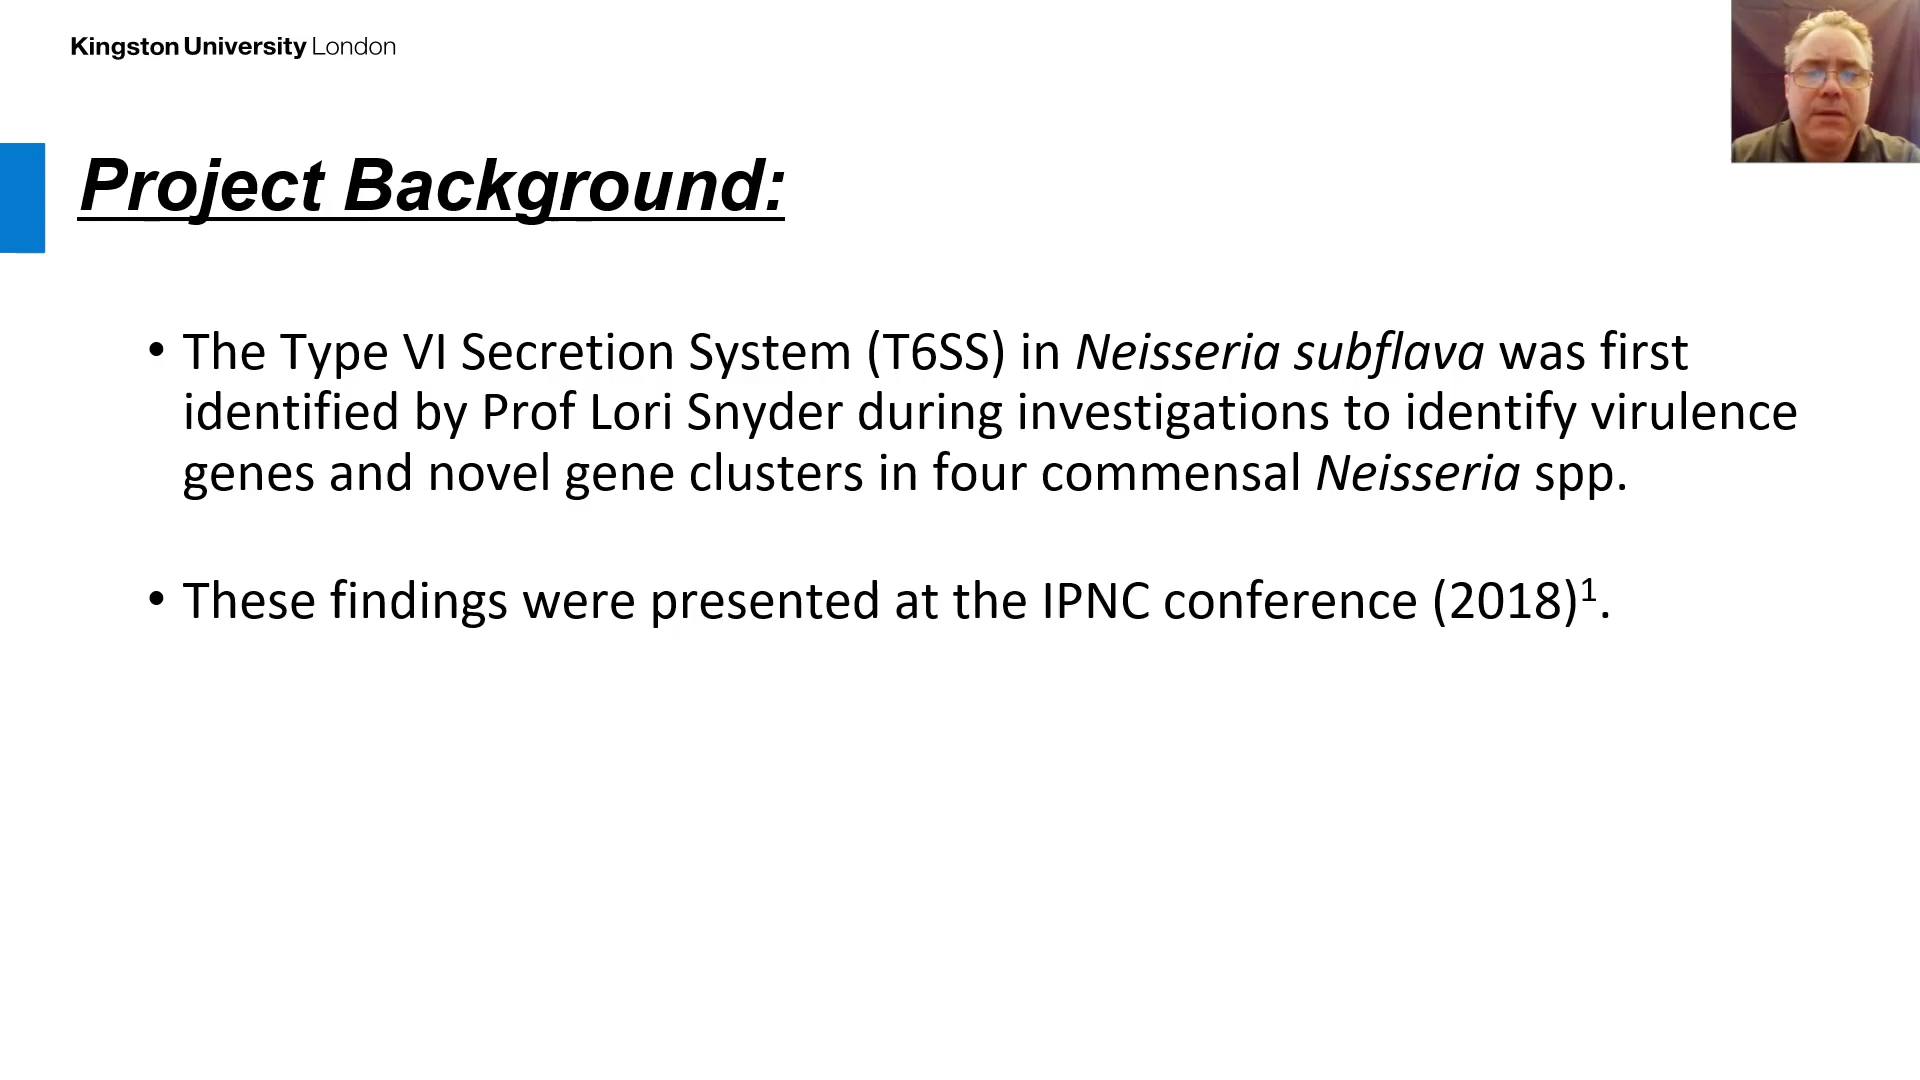 Kingston University London
Project Background:
• The Type VI Secretion System (T6SS) in Neisseria subflava was first
identified by Prof Lori Snyder during investigations to identify virulence
genes and novel gene clusters in four commensal Neisseria spp.
• These findings were presented at the IPNC conference (2018)¹.